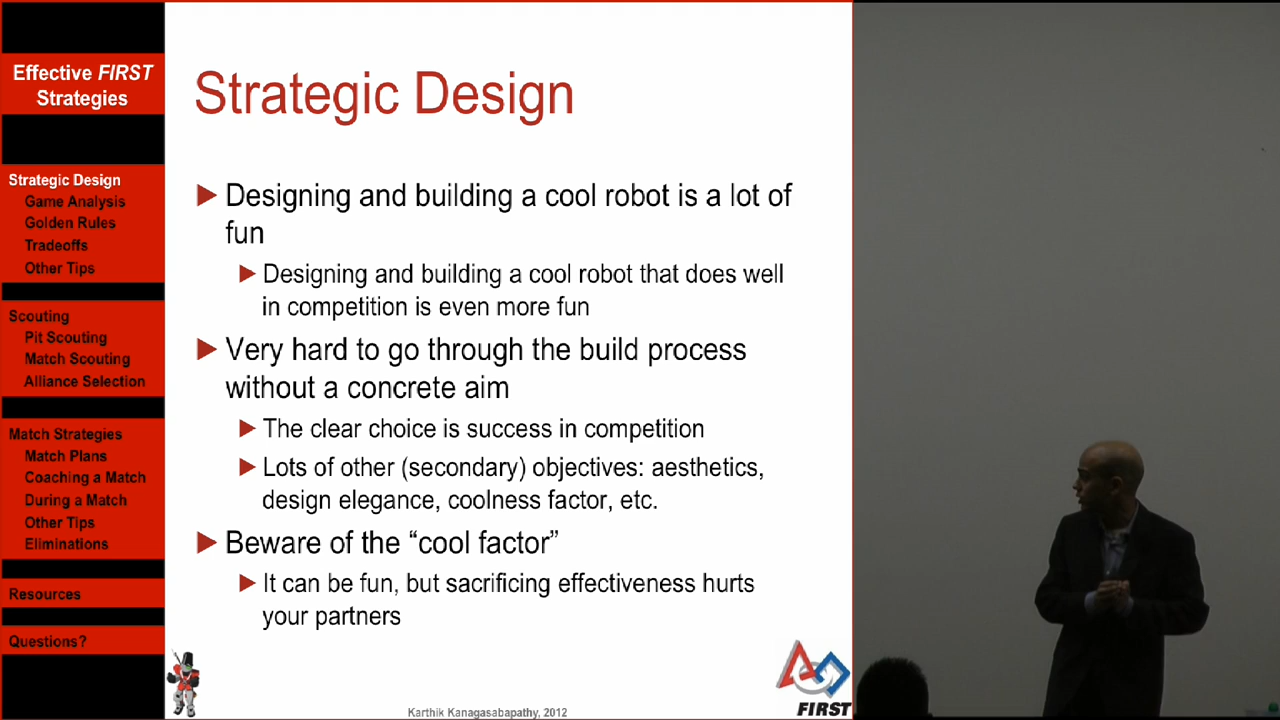 Effective FIRST
Strategies
Strategic Design
Game Analysis
Golden Rules
Tradeoffs
Other Tips
Scouting
Pit Scouting
Match Scouting
Alliance Selection
Match Strategies
Match Plans
Coaching a Match
During a Match
Other Tips
Eliminations
Resources
Questions?
Strategic Design
Designing and building a cool robot is a lot of
fun
Designing and building a cool robot that does well
in competition is even more fun
Very hard to go through the build process
without a concrete aim
The clear choice is success in competition
Lots of other (secondary) objectives: aesthetics,
design elegance, coolness factor, etc.
Beware of the “cool factor”
It can be fun, but sacrificing effectiveness hurts
your partners
Karthik Kanagasabapathy, 2012
FIRST